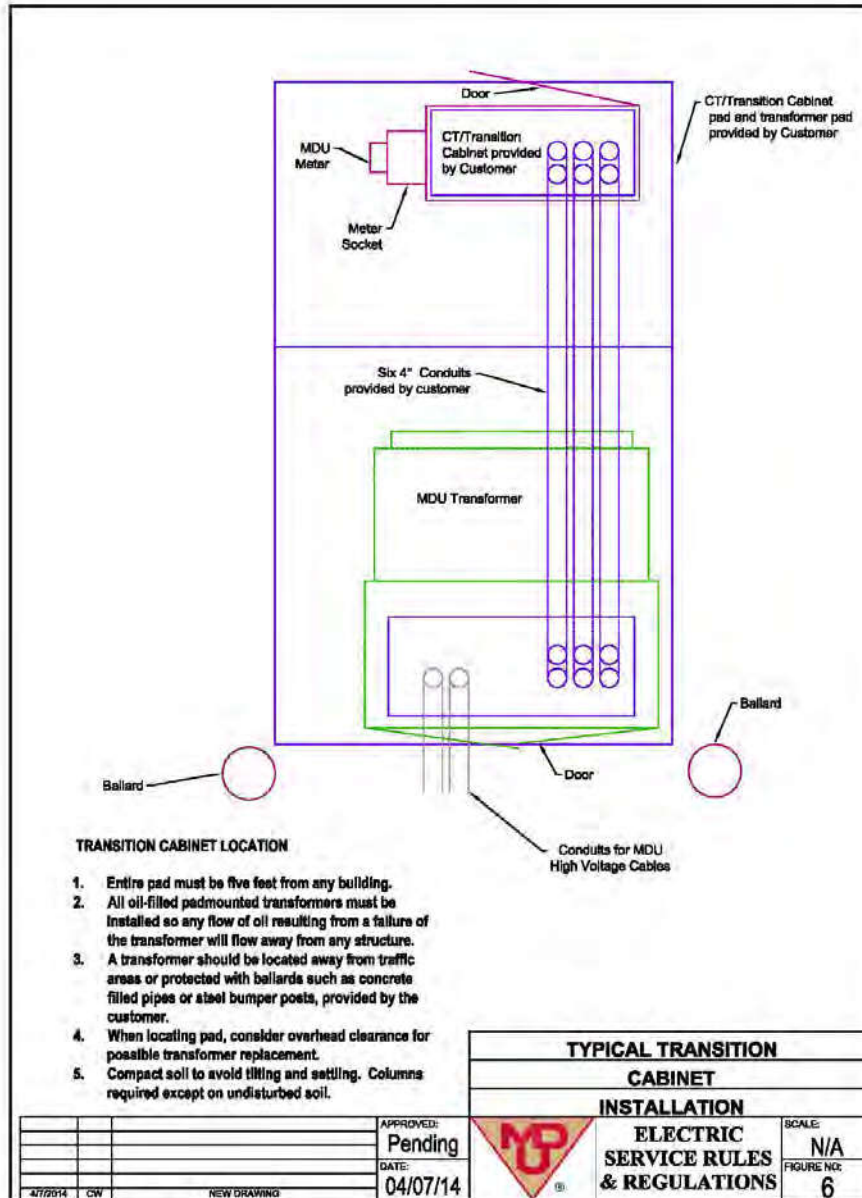 Door
CT/Transition Cabinet
pad and transformer pad
provided by Customer
CT/Transition
Cabinet provided
by Customer
MDU
Meter
Meter
Socket
Six 4" Conduits
provided by customer
MDU Transformer
Ballard
Ballard
Door
Conduits for MDU
High Voltage Cables
TRANSITION CABINET LOCATION
1. Entire pad must be five feet from any building.
2. All oil-filled padmounted transformers must be
installed so any flow of oil resulting from a failure of
the transformer will flow away from any structure.
3. A transformer should be located away from traffic
areas or protected with ballards such as concrete
filled pipes or steel bumper posts, provided by the
customer.
4. When locating pad, consider overhead clearance for
possible transformer replacement.
5. Compact soil to avoid tilting and settling. Columns
required except on undisturbed soil.
TYPICAL TRANSITION
CABINET
INSTALLATION
APPROVED:
Pending
DATE:
04/07/14
4/7/2014 CW NEW DRAWING
MDU
®
ELECTRIC
SERVICE RULES
& REGULATIONS
SCALE:
N/A
FIGURE NO:
6